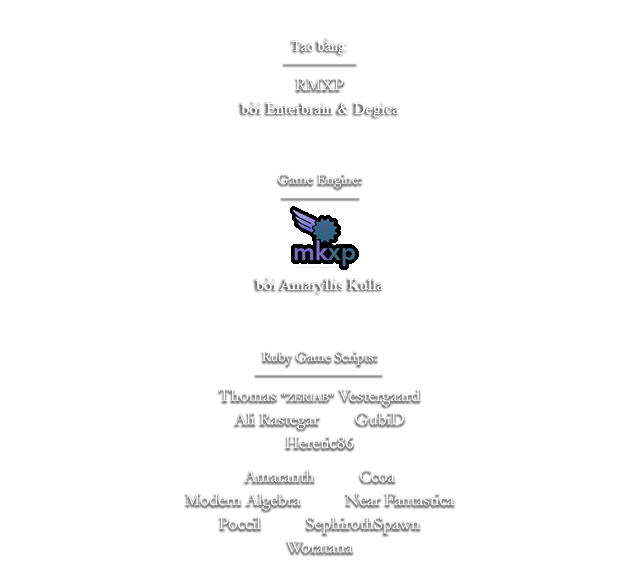 Tạo bằng:
RMXP
bởi Enterbrain & Degica
Game Engine:
mkxp
bởi Amaryllis Kulla
Ruby Game Scripts:
Thomas "ZERIAB" Vestergaard
Ali Rastegar GubiD
Heretic86
Amaranth Ccoa
Modern Algebra Near Fantastica
Poccil SephirothSpawn
Woratana